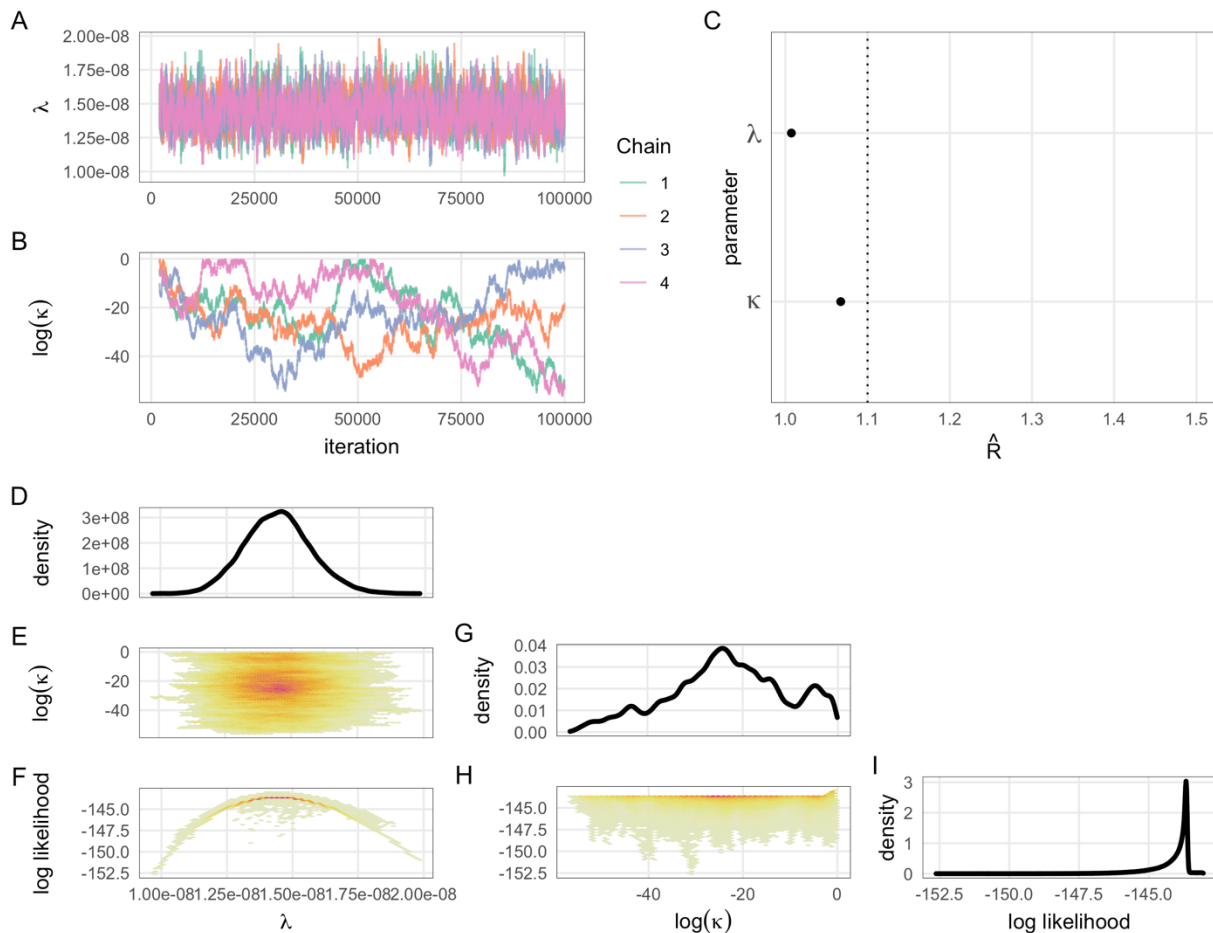 A
2.00e-08
1.75e-08
1.50e-08
1.25e-08
1.00e-08
λ
0 25000 50000 75000 100000
B
0
-20
-40
log(κ)
0 25000 50000 75000 100000
iteration
Chain
1
2
3
4
C
λ
κ
parameter
1.0 1.1 1.2 1.3 1.4 1.5
R̂
D
3e+08
2e+08
1e+08
0e+00
density
E
0
-20
-40
log(κ)
F
-145.0
-147.5
-150.0
-152.5
log likelihood
1.00e-08 1.25e-08 1.50e-08 1.75e-08 2.00e-08
λ
G
0.04
0.03
0.02
0.01
0.00
density
H
-145.0
-147.5
-150.0
-152.5
-40 0
log(κ)
I
3
2
1
0
density
-152.5 -150.0 -147.5 -145.0
log likelihood